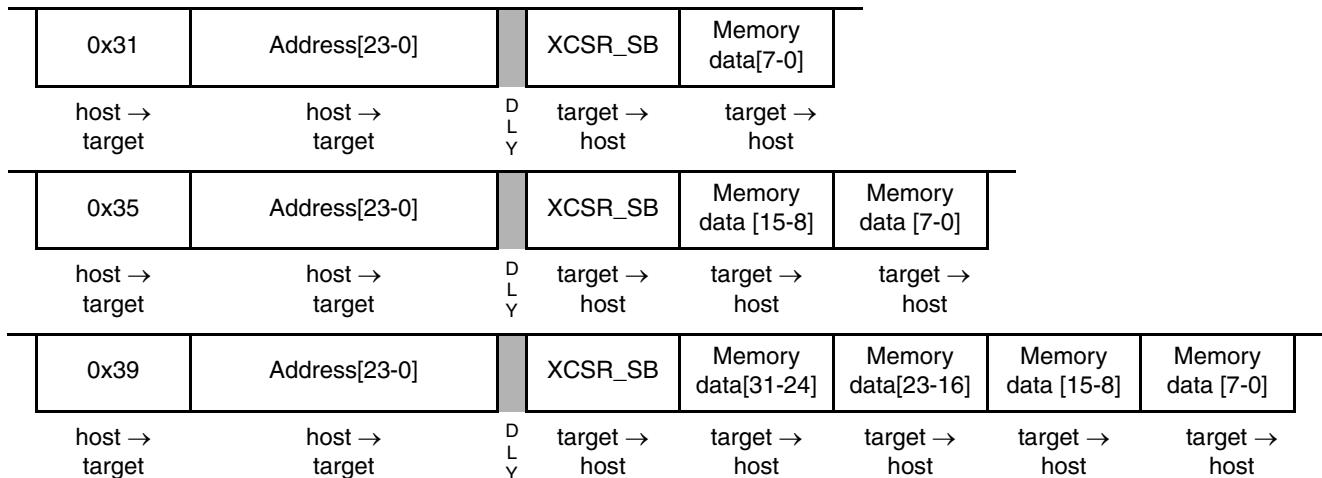 0x31 Address[23-0] XCSR_SB Memory data[7-0]
host → target host → target D L Y target → host target → host
0x35 Address[23-0] XCSR_SB Memory data [15-8] Memory data [7-0]
host → target host → target D L Y target → host target → host target → host
0x39 Address[23-0] XCSR_SB Memory data[31-24] Memory data[23-16] Memory data [15-8] Memory data [7-0]
host → target host → target D L Y target → host target → host target → host target → host target → host